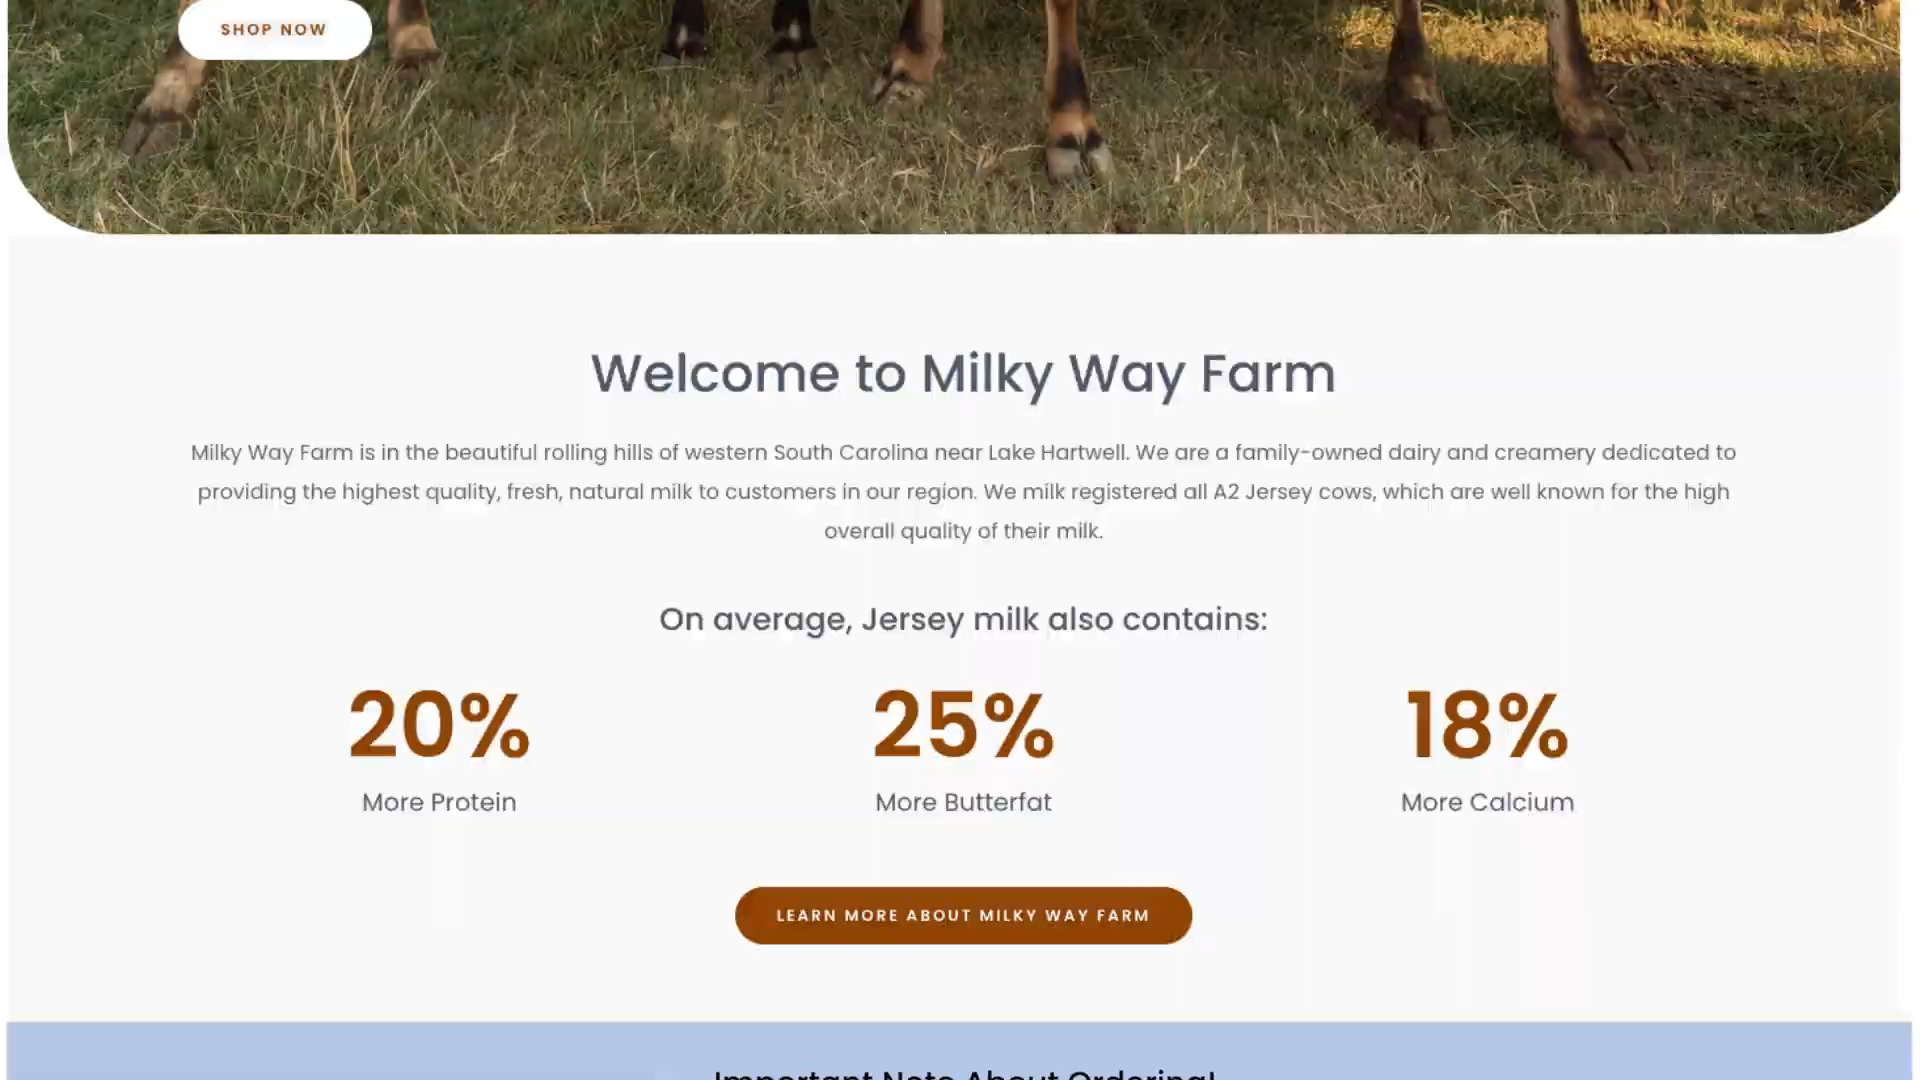 SHOP NOW
Welcome to Milky Way Farm
Milky Way Farm is in the beautiful rolling hills of western South Carolina near Lake Hartwell. We are a family-owned dairy and creamery dedicated to
providing the highest quality, fresh, natural milk to customers in our region. We milk registered all A2 Jersey cows, which are well known for the high
overall quality of their milk.
On average, Jersey milk also contains:
20%
More Protein
25%
More Butterfat
18%
More Calcium
LEARN MORE ABOUT MILKY WAY FARM
Important Note About Ordering!